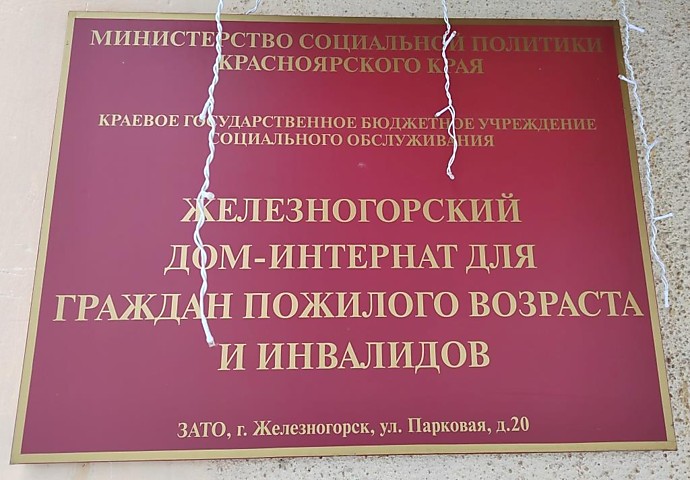 МИНИСТЕРСТВО СОЦИАЛЬНОЙ ПОЛИТИКИ
КРАСНОЯРСКОГО КРАЯ
КРАЕВОЕ ГОСУДАРСТВЕННОЕ БЮДЖЕТНОЕ УЧРЕЖДЕНИЕ
СОЦИАЛЬНОГО ОБСЛУЖИВАНИЯ
ЖЕЛЕЗНОГОРСКИЙ
ДОМ-ИНТЕРНАТ ДЛЯ
ГРАЖДАН ПОЖИЛОГО ВОЗРАСТА
И ИНВАЛИДОВ
ЗАТО, г. Железногорск, ул. Парковая, д.20